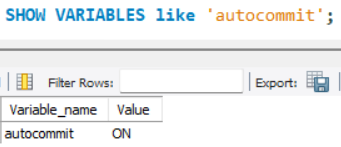 SHOW VARIABLES like 'autocommit';
Filter Rows: Export:
Variable_name Value
autocommit ON